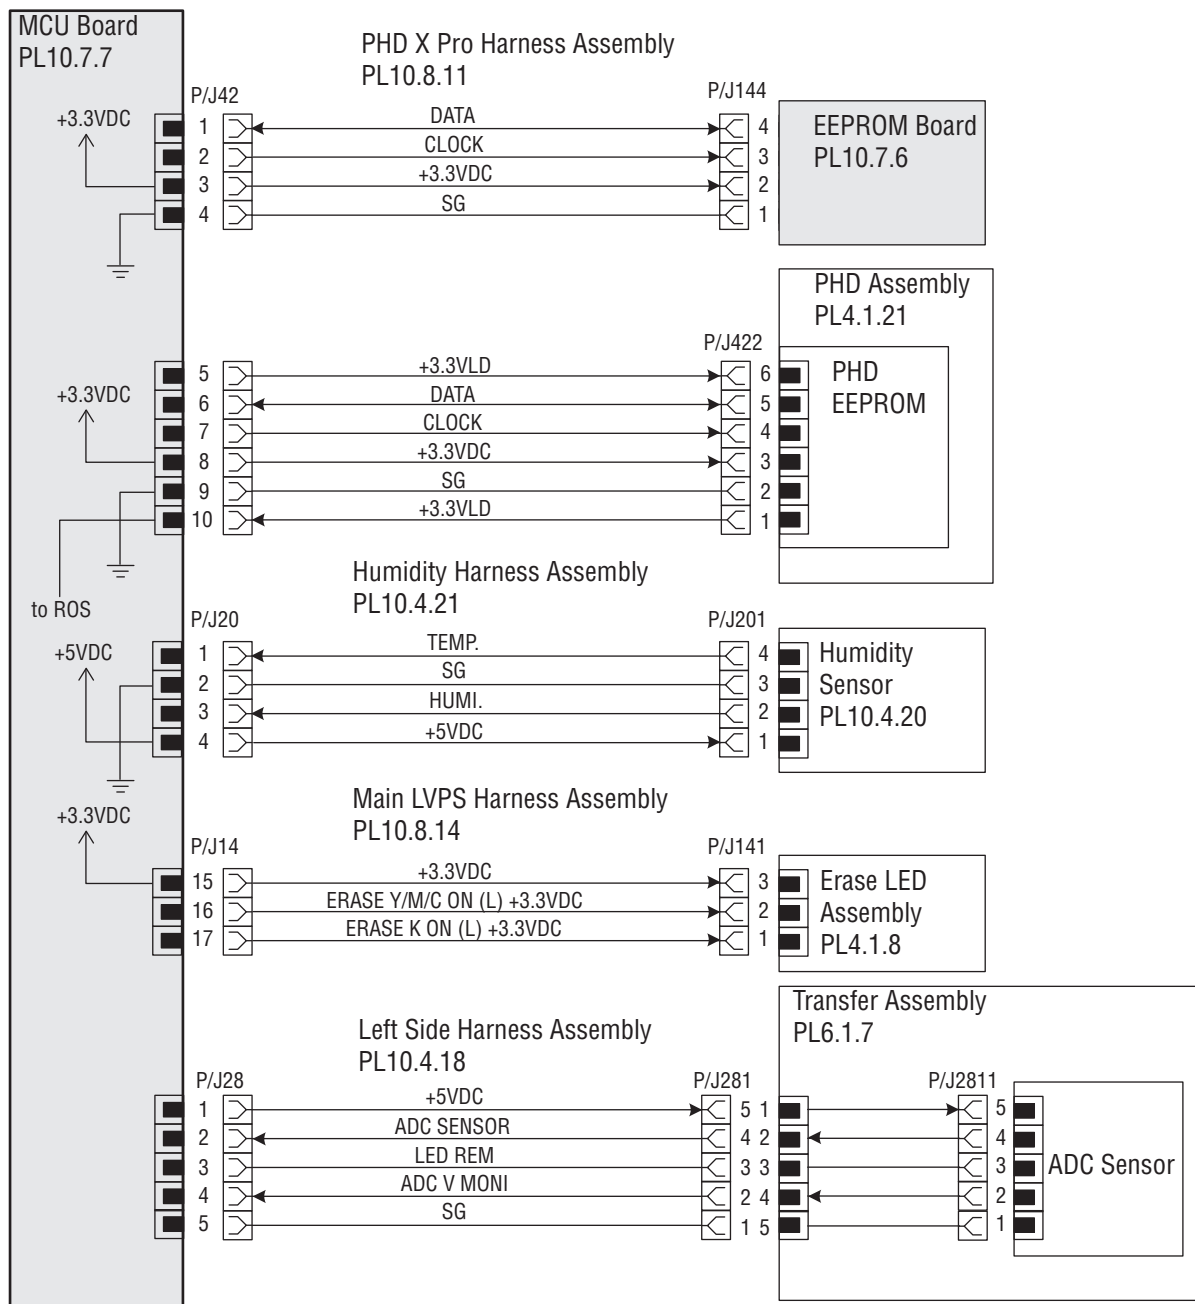 MCU Board
PL10.7.7
PHD X Pro Harness Assembly
PL10.8.11
P/J42
P/J144
+3.3VDC
1 DATA 4
2 CLOCK 3
3 +3.3VDC 2
4 SG 1
EEPROM Board
PL10.7.6
PHD Assembly
PL4.1.21
P/J422
+3.3VDC
5 +3.3VLD 6
6 DATA 5
7 CLOCK 4
8 +3.3VDC 3
9 SG 2
10 +3.3VLD 1
PHD
EEPROM
to ROS
Humidity Harness Assembly
PL10.4.21
P/J20
P/J201
+5VDC
1 TEMP. 4
2 SG 3
3 HUMI. 2
4 +5VDC 1
Humidity
Sensor
PL10.4.20
Main LVPS Harness Assembly
PL10.8.14
+3.3VDC
P/J14
P/J141
15 +3.3VDC 3
16 ERASE Y/M/C ON (L) +3.3VDC 2
17 ERASE K ON (L) +3.3VDC 1
Erase LED
Assembly
PL4.1.8
Transfer Assembly
PL6.1.7
Left Side Harness Assembly
PL10.4.18
P/J28
P/J281
P/J2811
1 +5VDC 5 1 5
2 ADC SENSOR 4 2 4
3 LED REM 3 3 3
4 ADC V MONI 2 4 2
5 SG 1 5 1
ADC Sensor